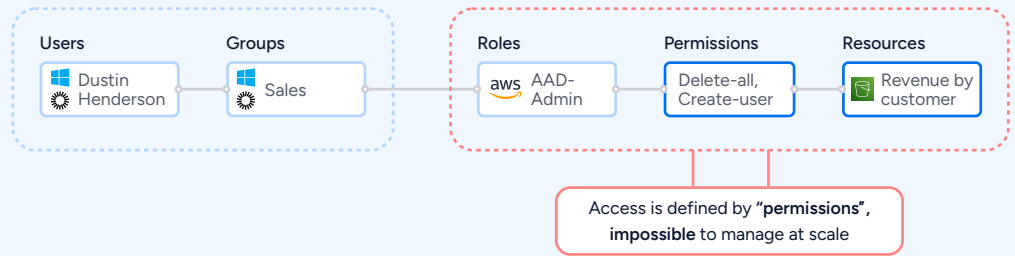 Users
Groups
Roles
Permissions
Resources
Dustin
Henderson
Sales
aws
AAD-
Admin
Delete-all,
Create-user
Revenue by
customer
Access is defined by “permissions”,
impossible to manage at scale